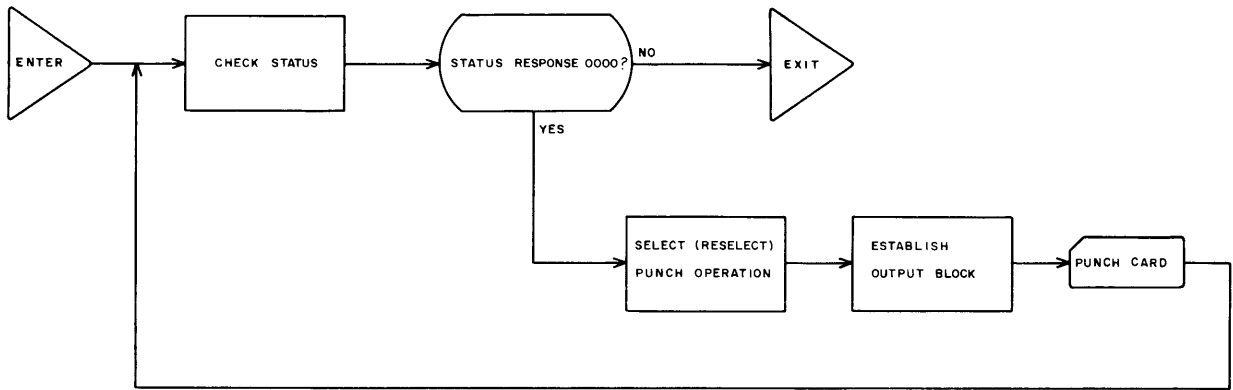 ENTER
CHECK STATUS
STATUS RESPONSE 0000?
NO
EXIT
YES
SELECT (RESELECT)
PUNCH OPERATION
ESTABLISH
OUTPUT BLOCK
PUNCH CARD